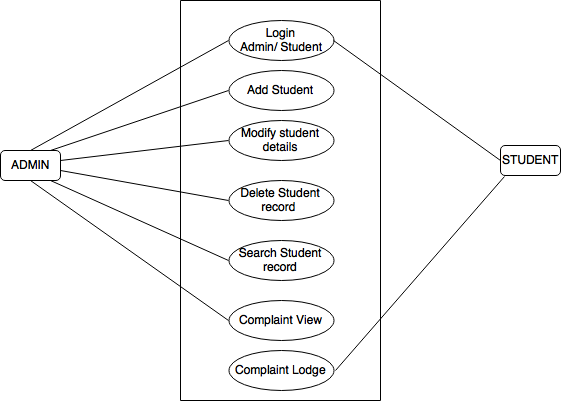 Login
Admin/ Student
Add Student
Modify student
details
ADMIN
STUDENT
Delete Student
record
Search Student
record
Complaint View
Complaint Lodge